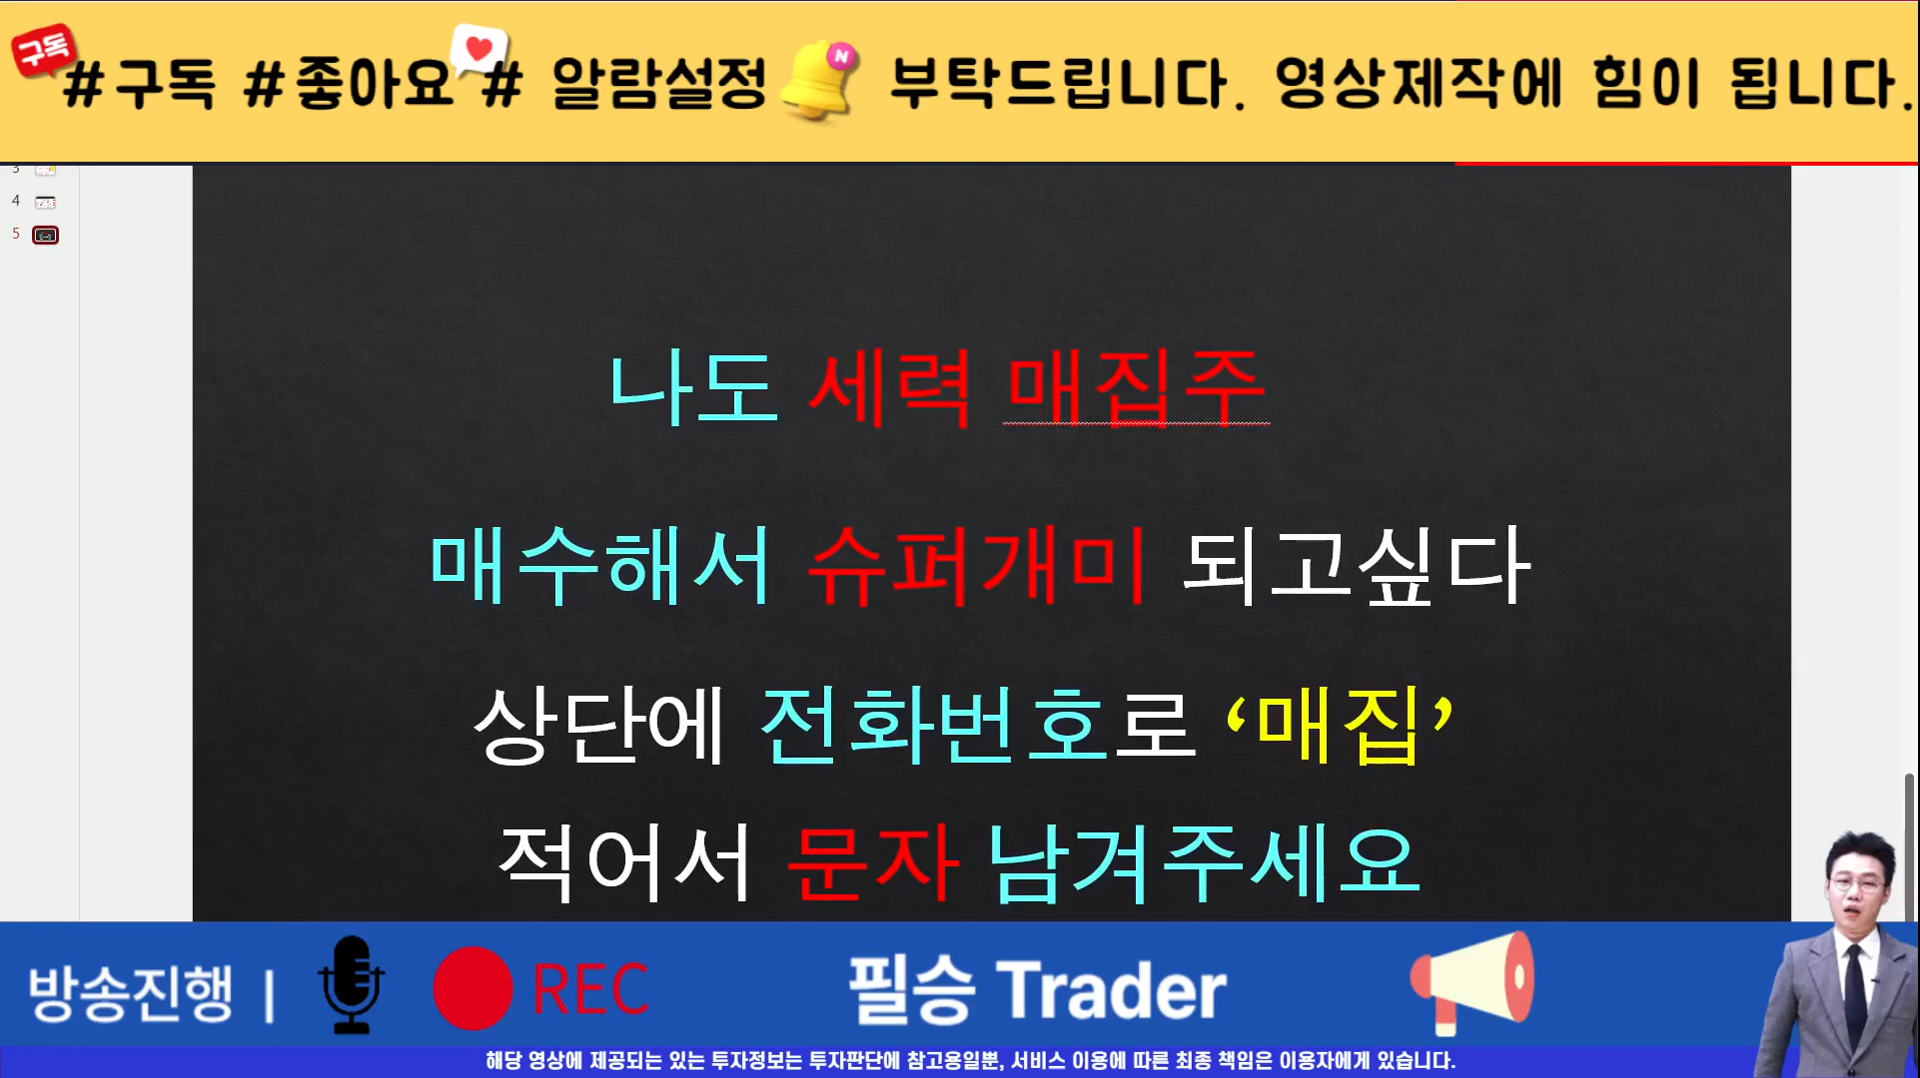 구독
#구독 #좋아요 # 알람설정 N 부탁드립니다. 영상제작에 힘이 됩니다.
3
4
5
나도 세력 매집주
매수해서 슈퍼개미 되고싶다
상단에 전화번호로 ‘매집’
적어서 문자 남겨주세요
방송진행 | REC 필승 Trader
해당 영상에 제공되는 있는 투자정보는 투자판단에 참고용일뿐, 서비스 이용에 따른 최종 책임은 이용자에게 있습니다.